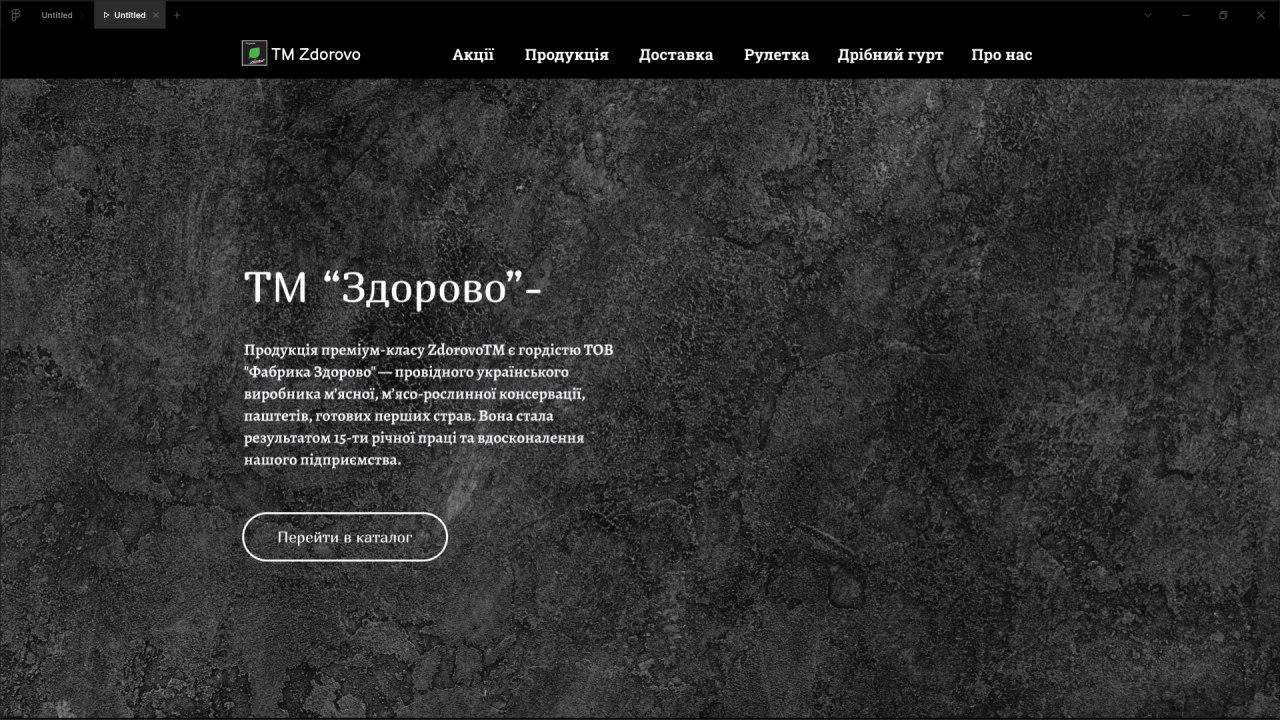 Untitled
Untitled
TM Zdorovo
Акції
Продукція
Доставка
Рулетка
Дрібний гурт
Про нас
ТМ “Здорово”-
Продукція преміум-класу ZdorovoTM є гордістю ТОВ
"Фабрика Здорово" — провідного українського
виробника м'ясної, м'ясо-рослинної консервації,
паштетів, готових перших страв. Вона стала
результатом 15-ти річної праці та вдосконалення
нашого підприємства.
Перейти в каталог